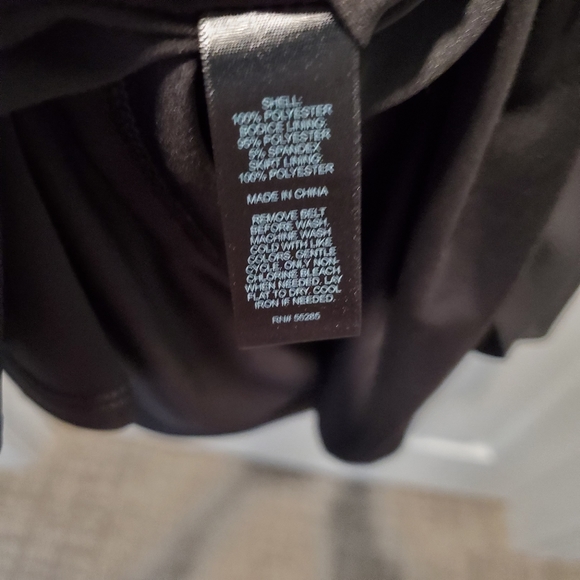 SHELL:
100% POLYESTER
BODICE LINING:
95% POLYESTER
5% SPANDEX
SKIRT LINING:
100% POLYESTER
MADE IN CHINA
REMOVE BELT
BEFORE WASH.
MACHINE WASH
COLD WITH LIKE
COLORS. GENTLE
CYCLE. ONLY NON-
CHLORINE BLEACH
WHEN NEEDED. LAY
FLAT TO DRY. COOL
IRON IF NEEDED.
RN# 55285